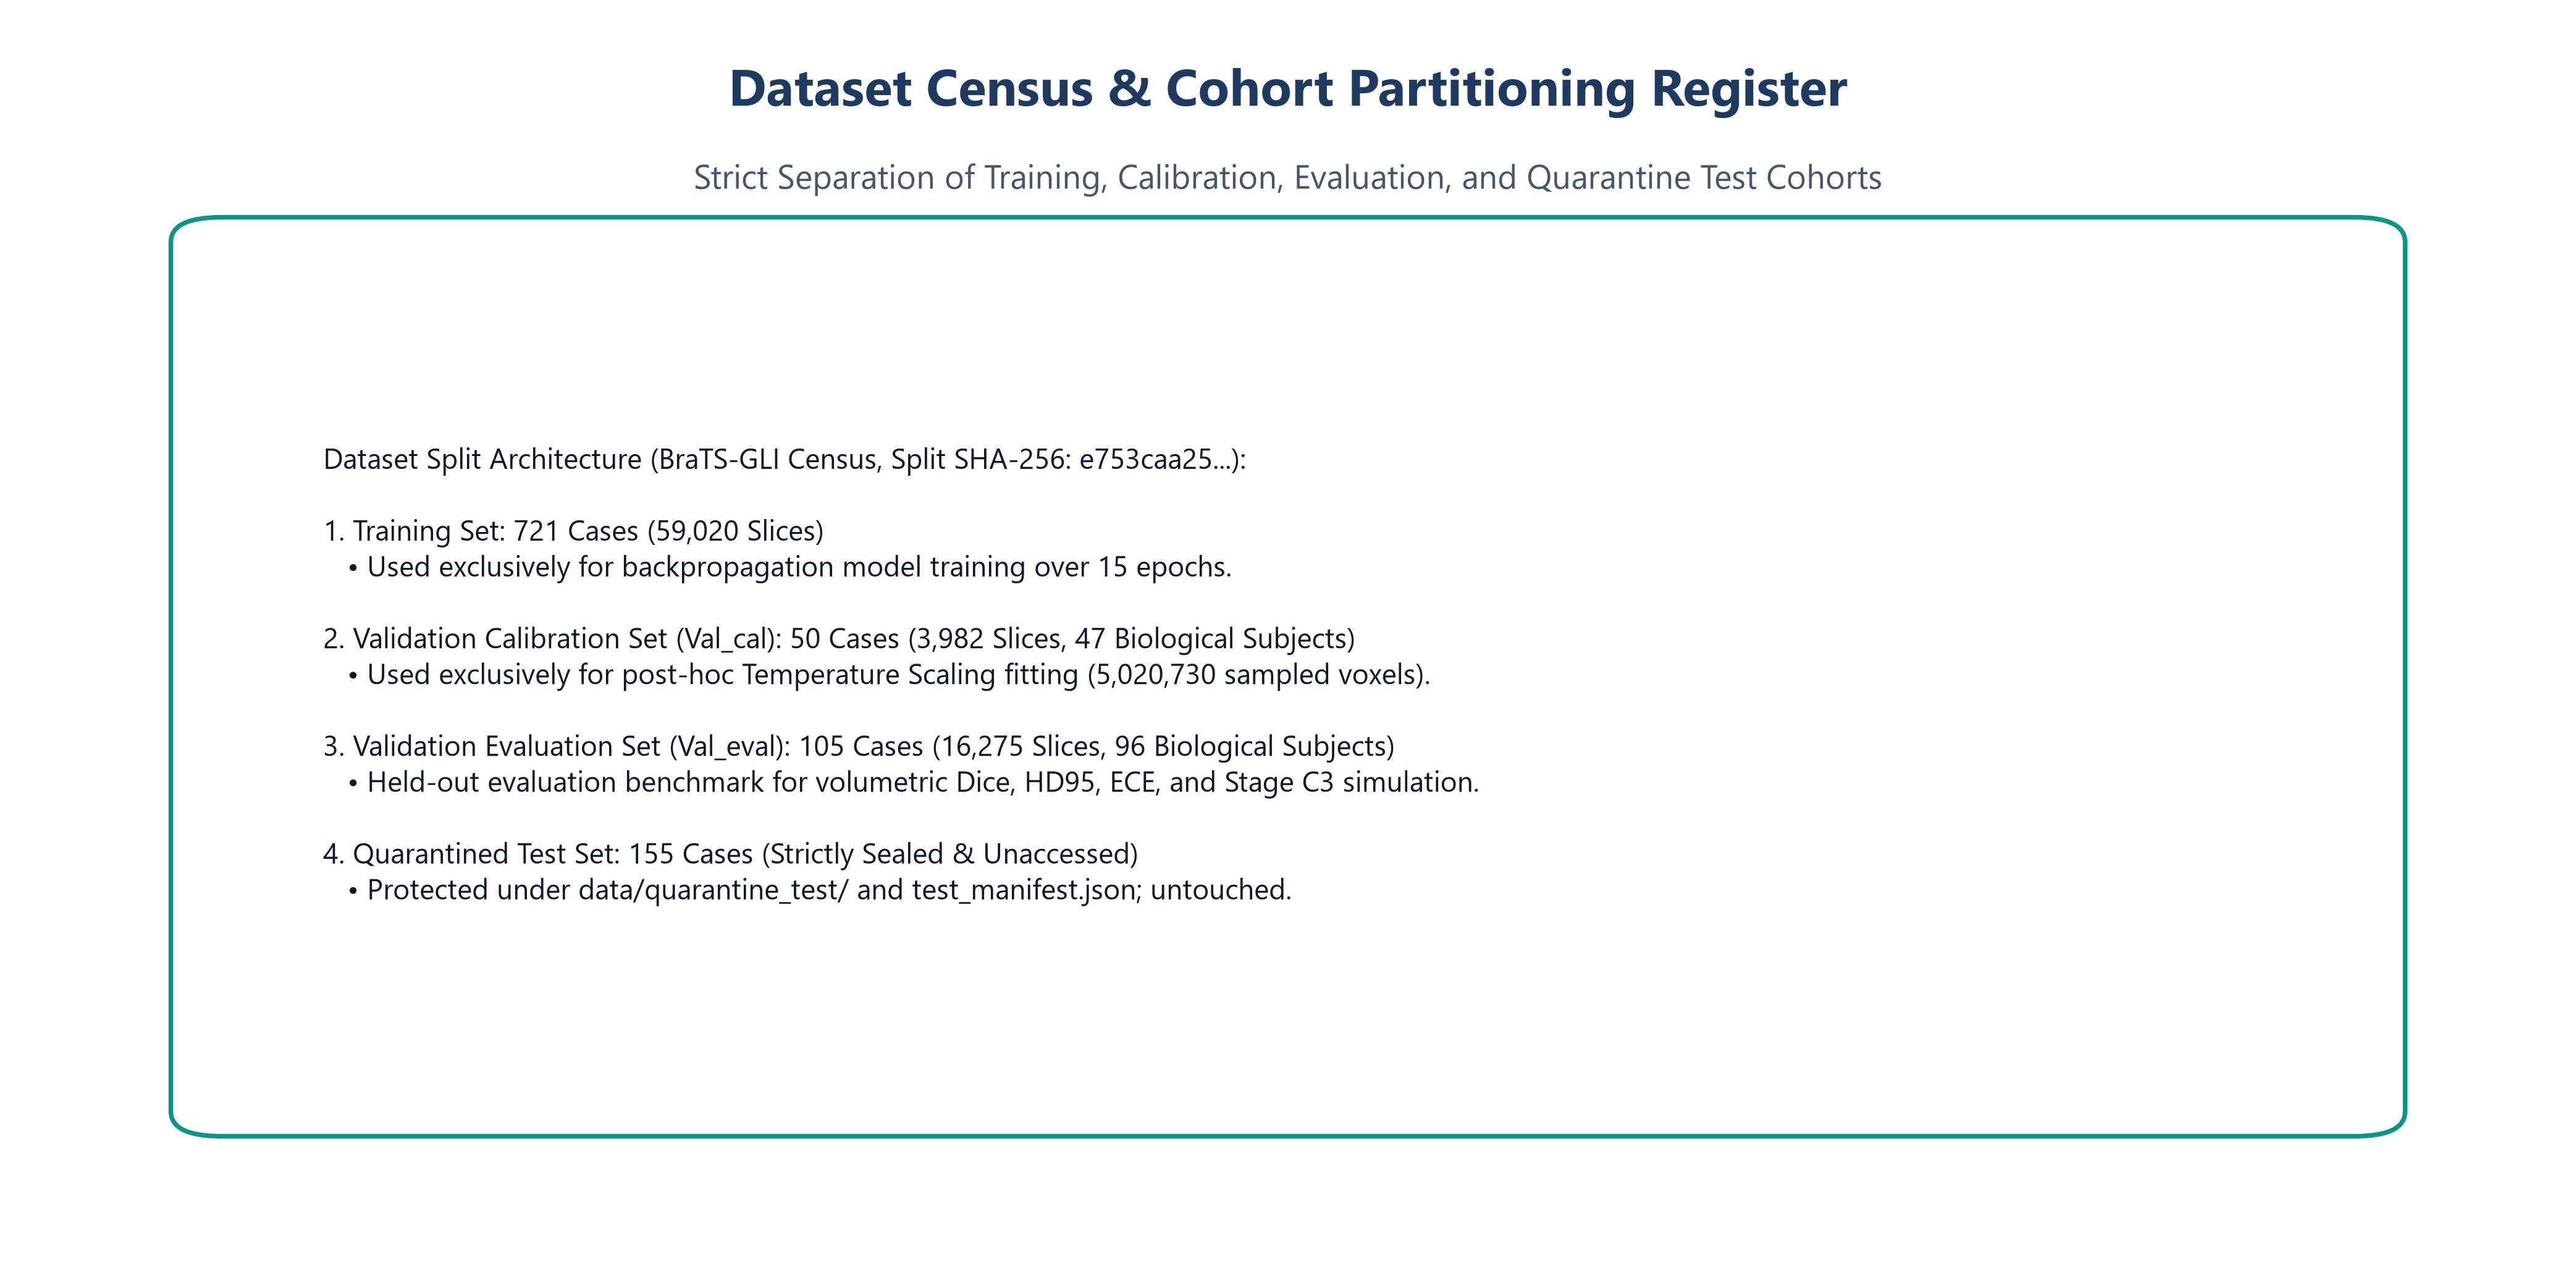 Dataset Census & Cohort Partitioning Register
Strict Separation of Training, Calibration, Evaluation, and Quarantine Test Cohorts
Dataset Split Architecture (BraTS-GLI Census, Split SHA-256: e753caa25...):
1. Training Set: 721 Cases (59,020 Slices)
• Used exclusively for backpropagation model training over 15 epochs.
2. Validation Calibration Set (Val_cal): 50 Cases (3,982 Slices, 47 Biological Subjects)
• Used exclusively for post-hoc Temperature Scaling fitting (5,020,730 sampled voxels).
3. Validation Evaluation Set (Val_eval): 105 Cases (16,275 Slices, 96 Biological Subjects)
• Held-out evaluation benchmark for volumetric Dice, HD95, ECE, and Stage C3 simulation.
4. Quarantined Test Set: 155 Cases (Strictly Sealed & Unaccessed)
• Protected under data/quarantine_test/ and test_manifest.json; untouched.